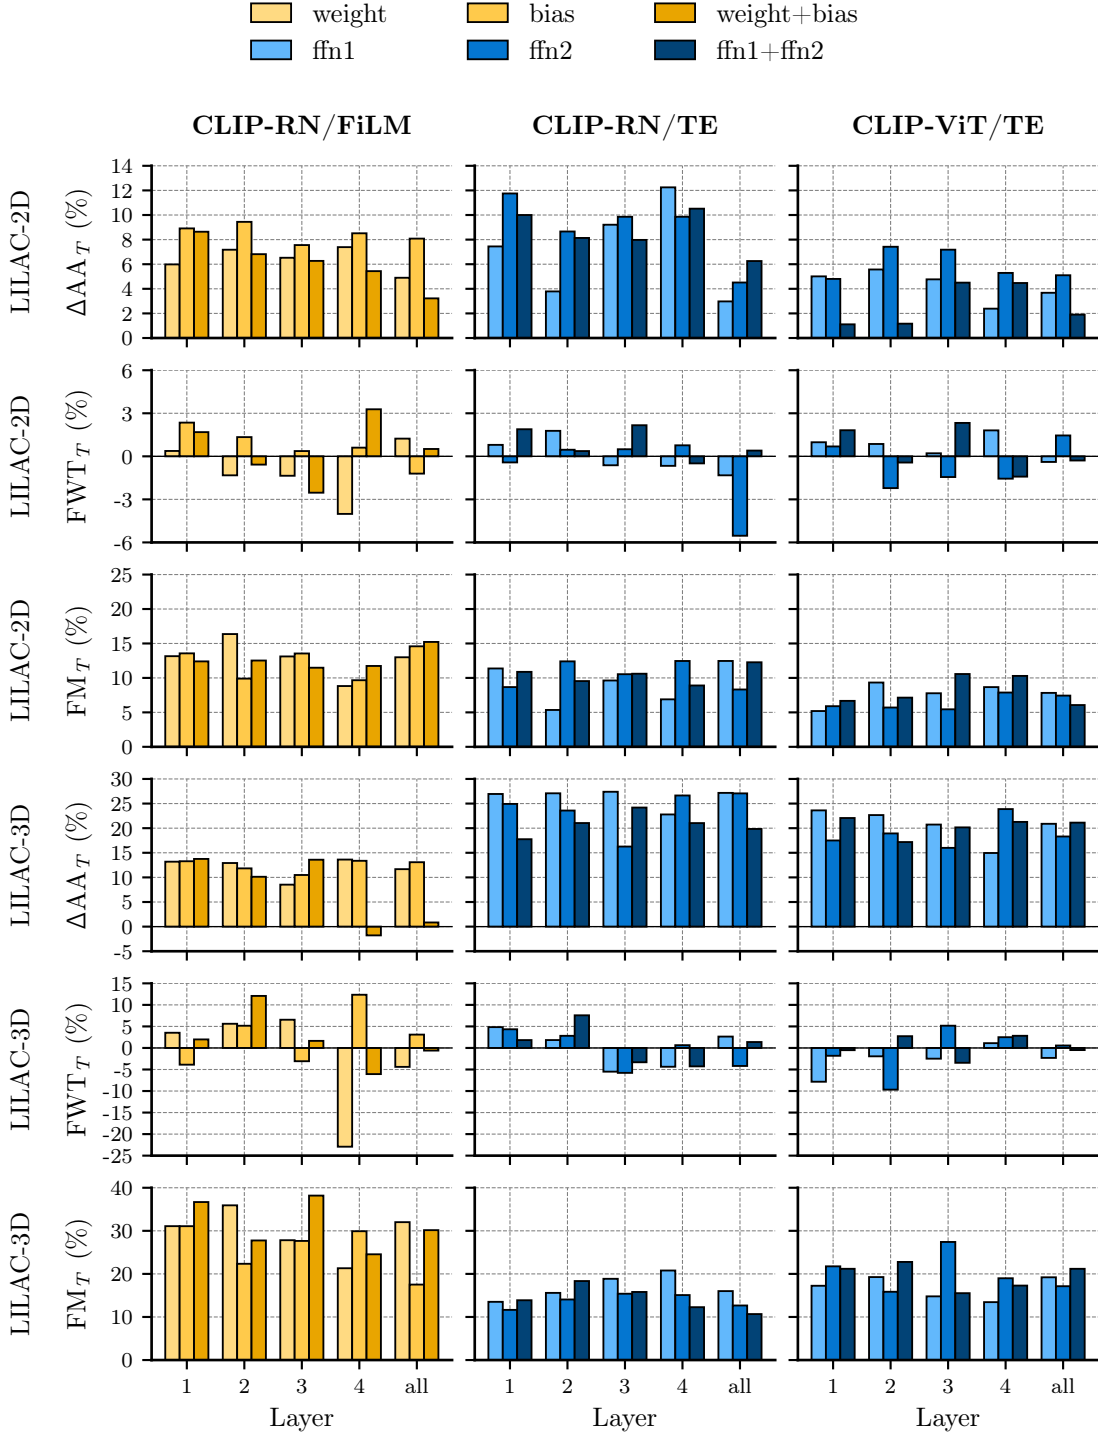 weight bias weight+bias
ffn1 ffn2 ffn1+ffn2
CLIP-RN/FiLM CLIP-RN/TE CLIP-ViT/TE
LILAC-2D
ΔAA_T (%)
14
12
10
8
6
4
2
0
LILAC-2D
FWT_T (%)
6
3
0
-3
-6
LILAC-2D
FM_T (%)
25
20
15
10
5
0
LILAC-3D
ΔAA_T (%)
30
25
20
15
10
5
0
-5
LILAC-3D
FWT_T (%)
15
10
5
0
-5
-10
-15
-20
-25
LILAC-3D
FM_T (%)
40
30
20
10
0
1 2 3 4 all 1 2 3 4 all 1 2 3 4 all
Layer Layer Layer